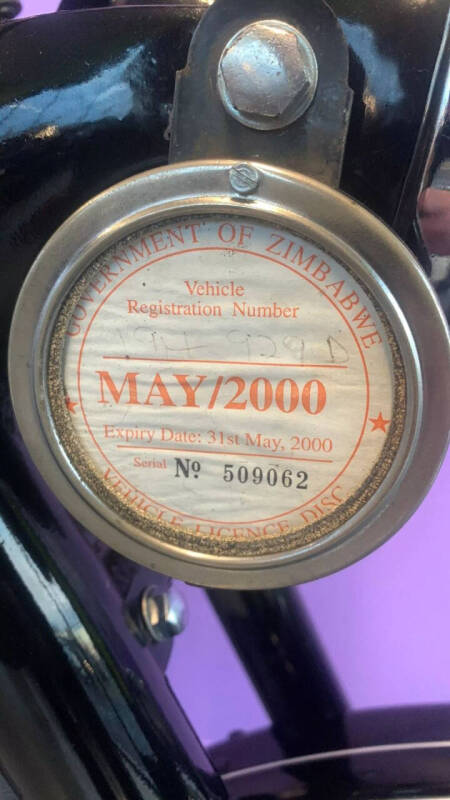 GOVERNMENT OF ZIMBABWE
Vehicle
Registration Number
MAY/2000
Expiry Date: 31st May, 2000
Serial Nº 509062
VEHICLE LICENCE DISC